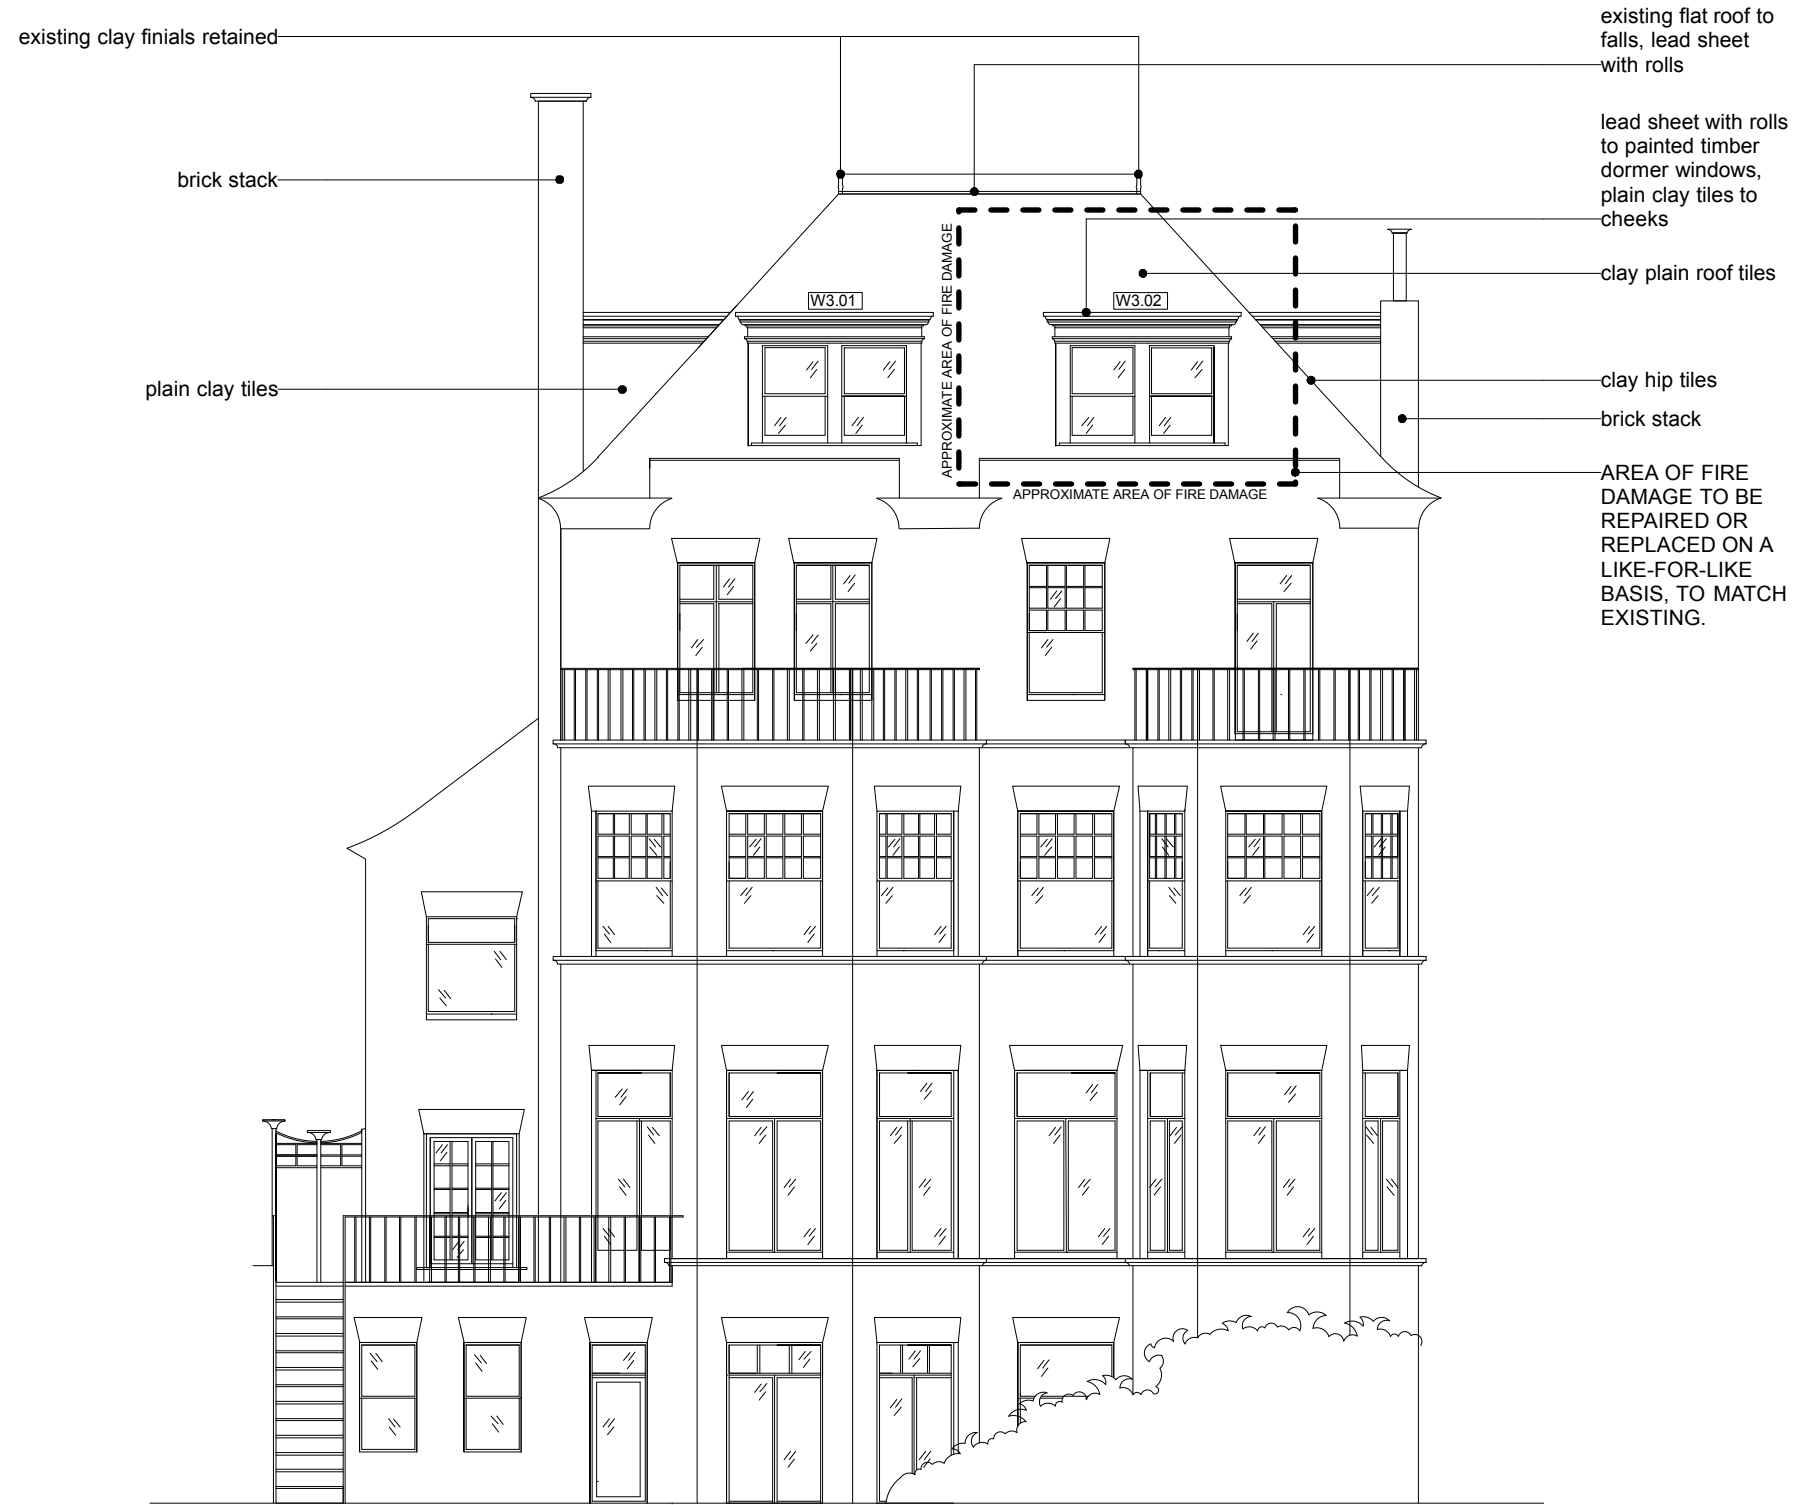 existing clay finials retained
existing flat roof to
falls, lead sheet
with rolls
brick stack
lead sheet with rolls
to painted timber
dormer windows,
plain clay tiles to
cheeks
clay plain roof tiles
W3.01
W3.02
APPROXIMATE AREA OF FIRE DAMAGE
plain clay tiles
clay hip tiles
brick stack
APPROXIMATE AREA OF FIRE DAMAGE
AREA OF FIRE
DAMAGE TO BE
REPAIRED OR
REPLACED ON A
LIKE-FOR-LIKE
BASIS, TO MATCH
EXISTING.